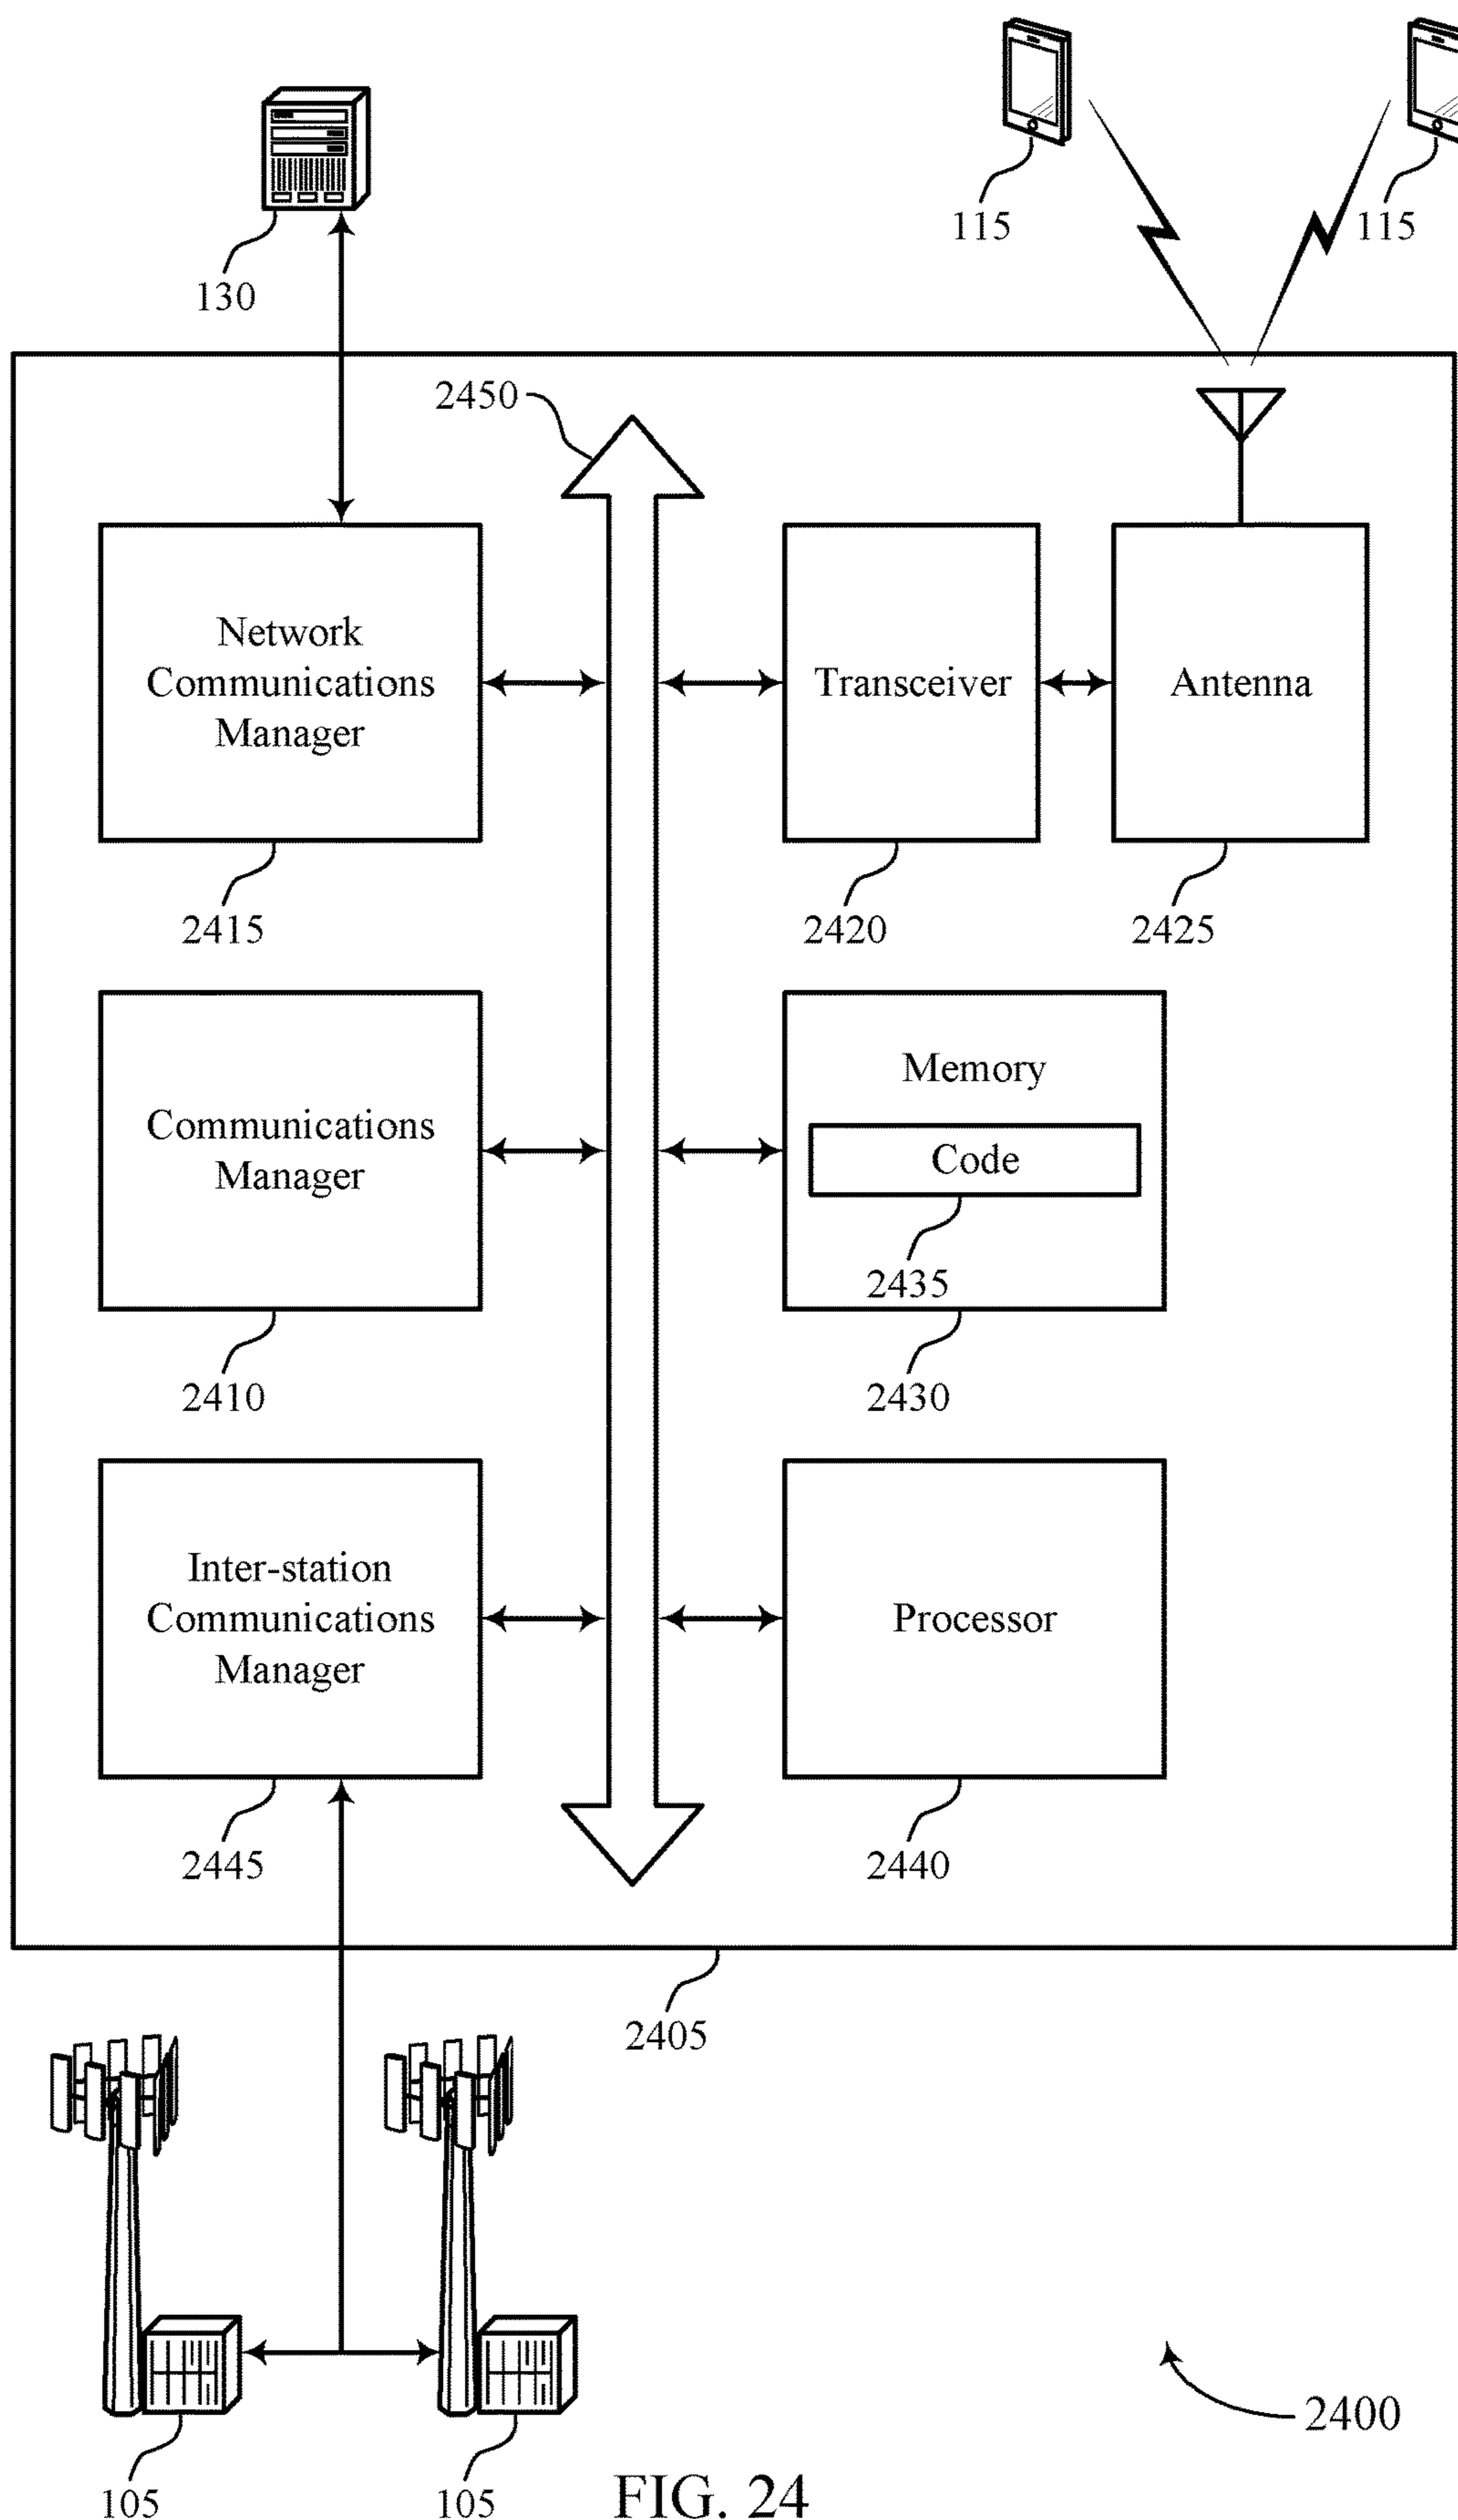 115
115
130
2450
Network
Communications
Manager
Transceiver
Antenna
2415
2420
2425
Communications
Manager
Memory
Code
2435
2410
2430
Inter-station
Communications
Manager
Processor
2445
2440
2405
2400
105
105
FIG. 24